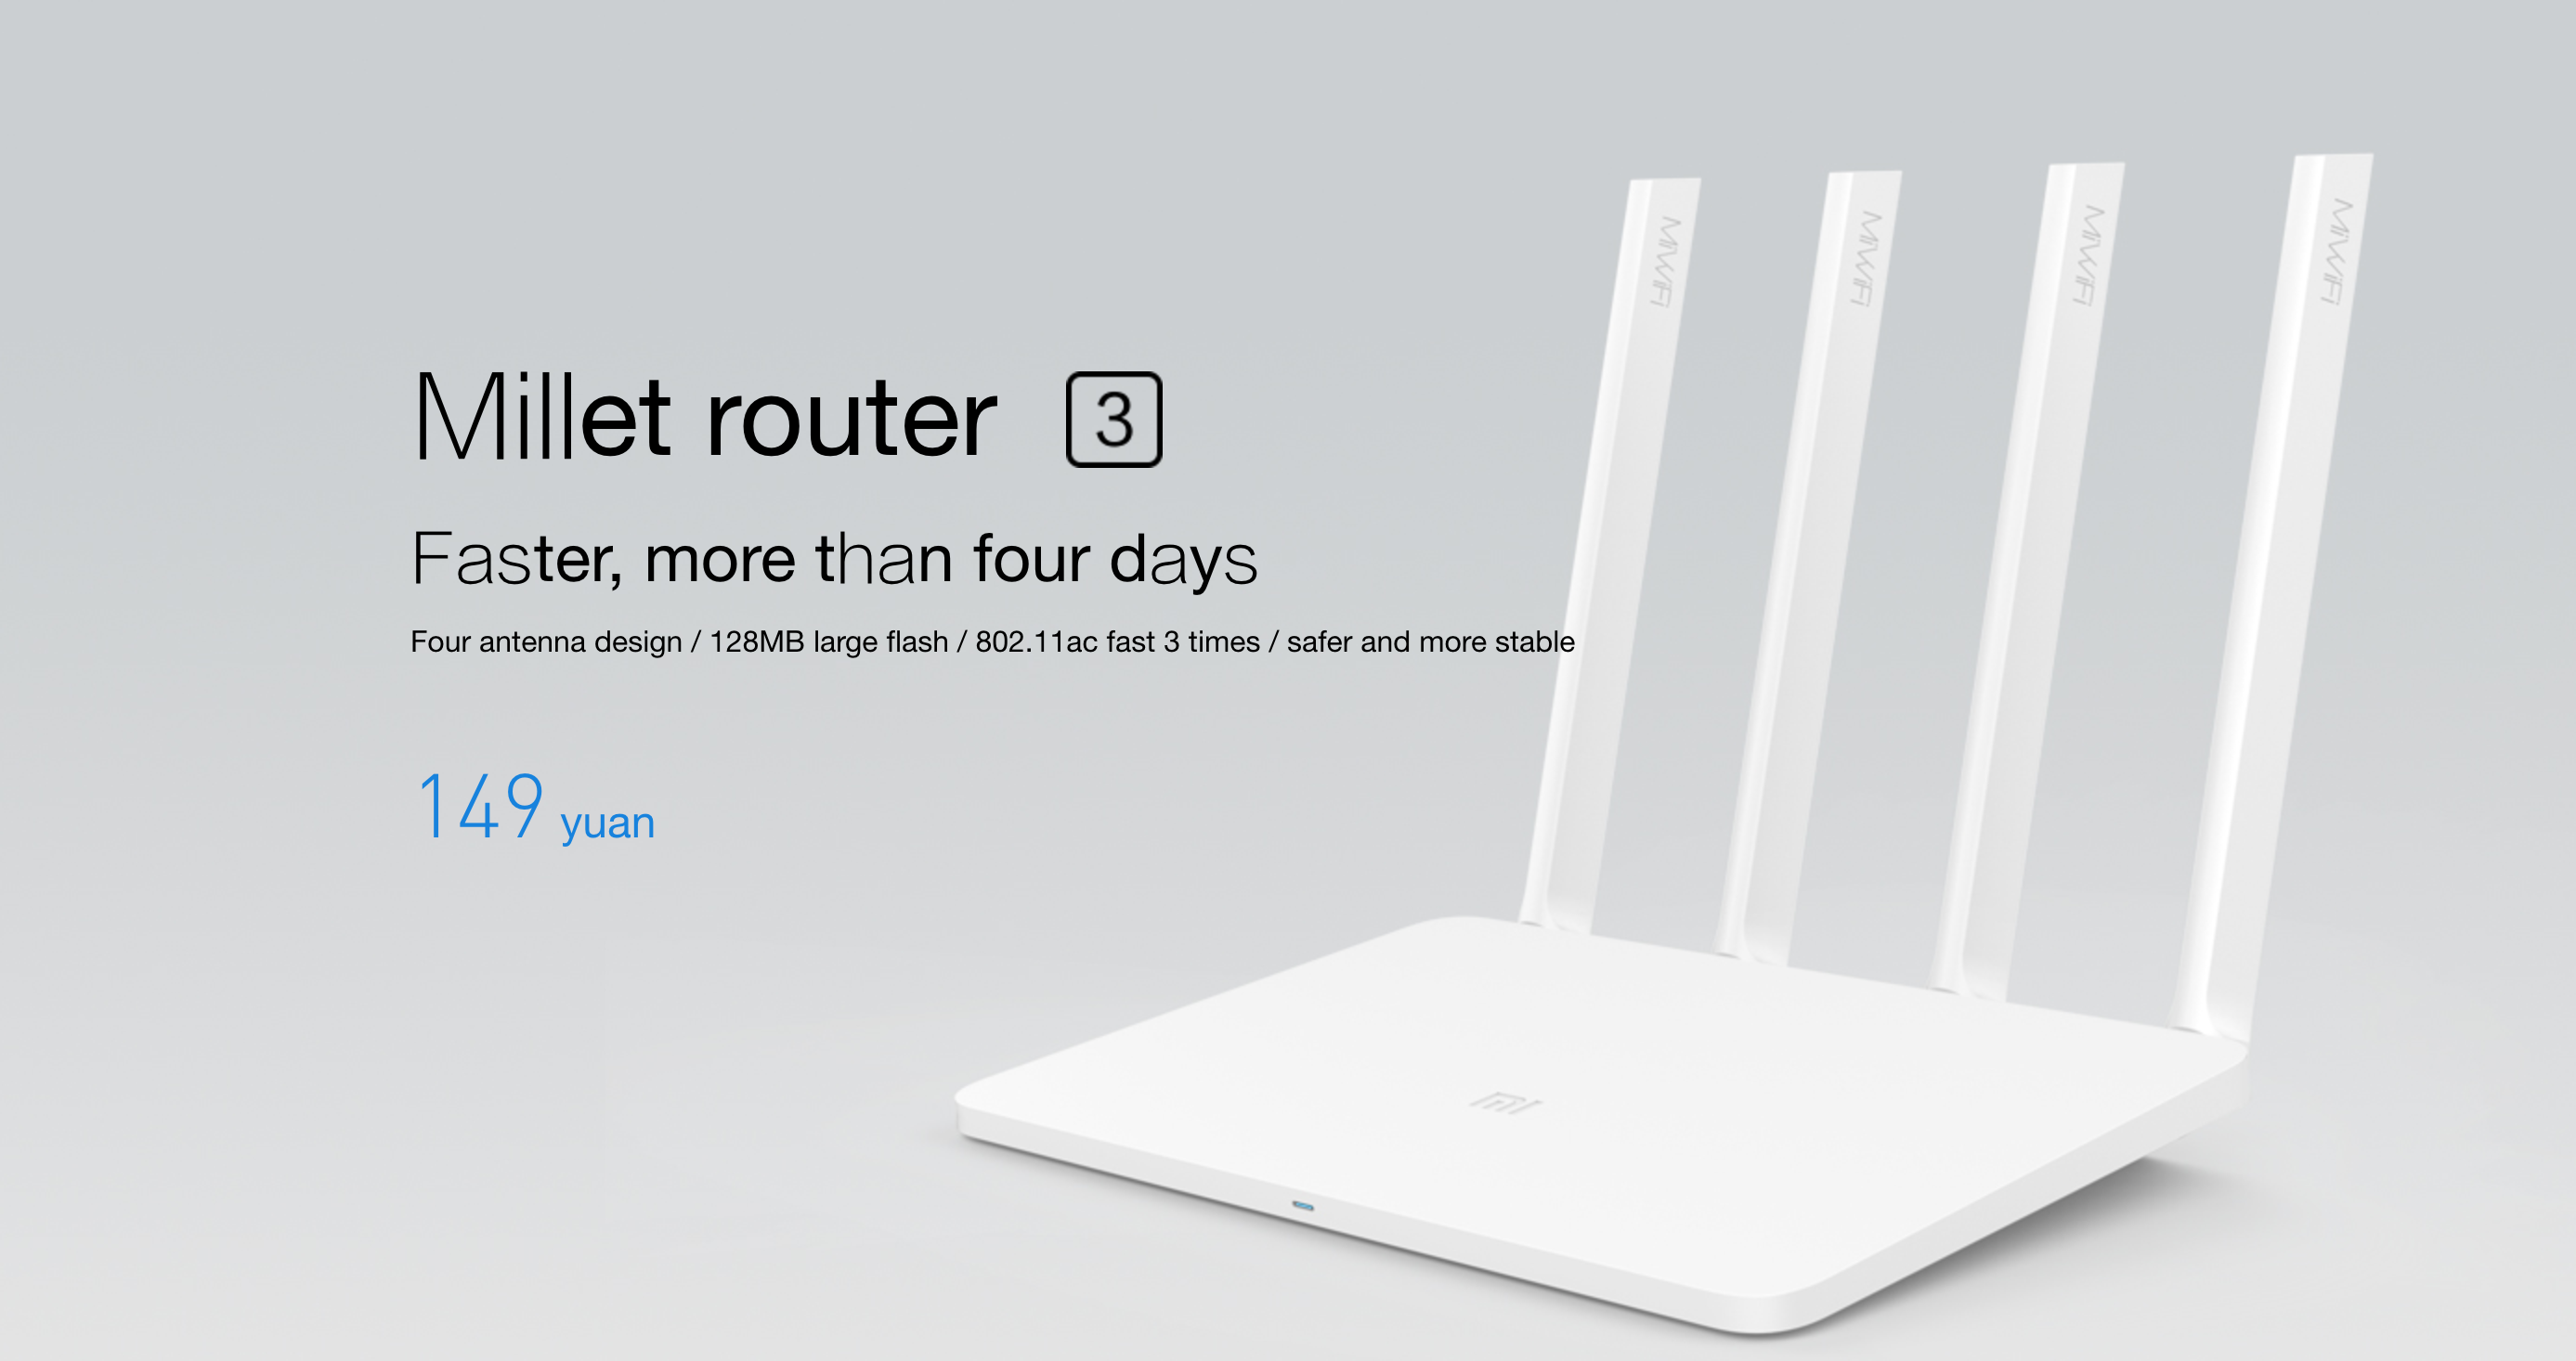 MiWiFi MiWiFi MiWiFi MiWiFi
Millet router 3
Faster, more than four days
Four antenna design / 128MB large flash / 802.11ac fast 3 times / safer and more stable
149 yuan
MI